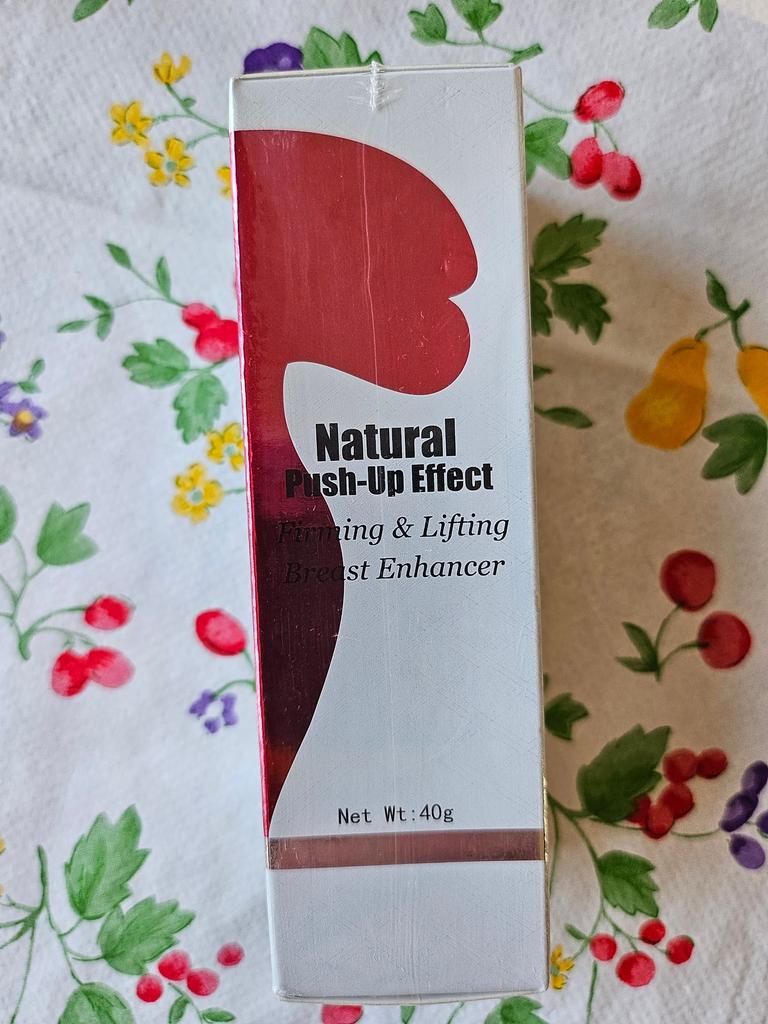 Natural
Push-Up Effect
Firming & Lifting
Breast Enhancer
Net Wt:40g